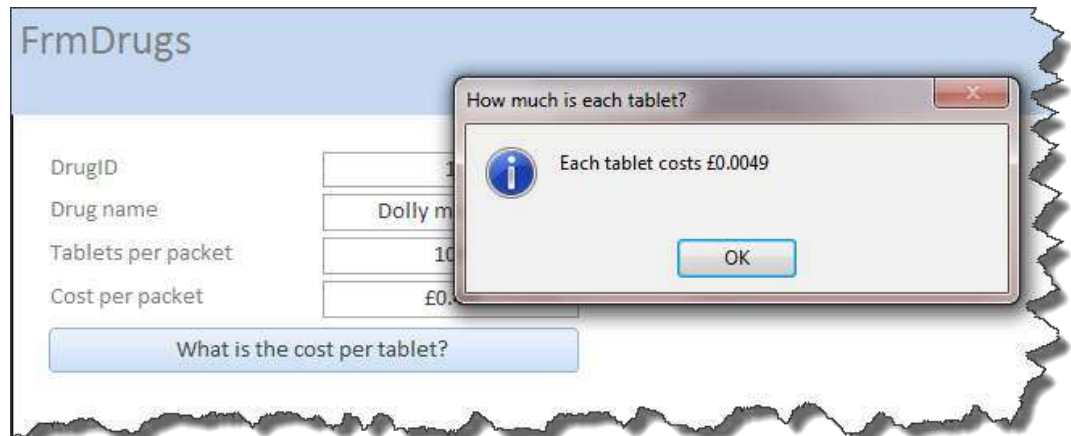 FrmDrugs
How much is each tablet?
Each tablet costs £0.0049
OK
DrugID
Drug name Dolly
Tablets per packet
Cost per packet
What is the cost per tablet?